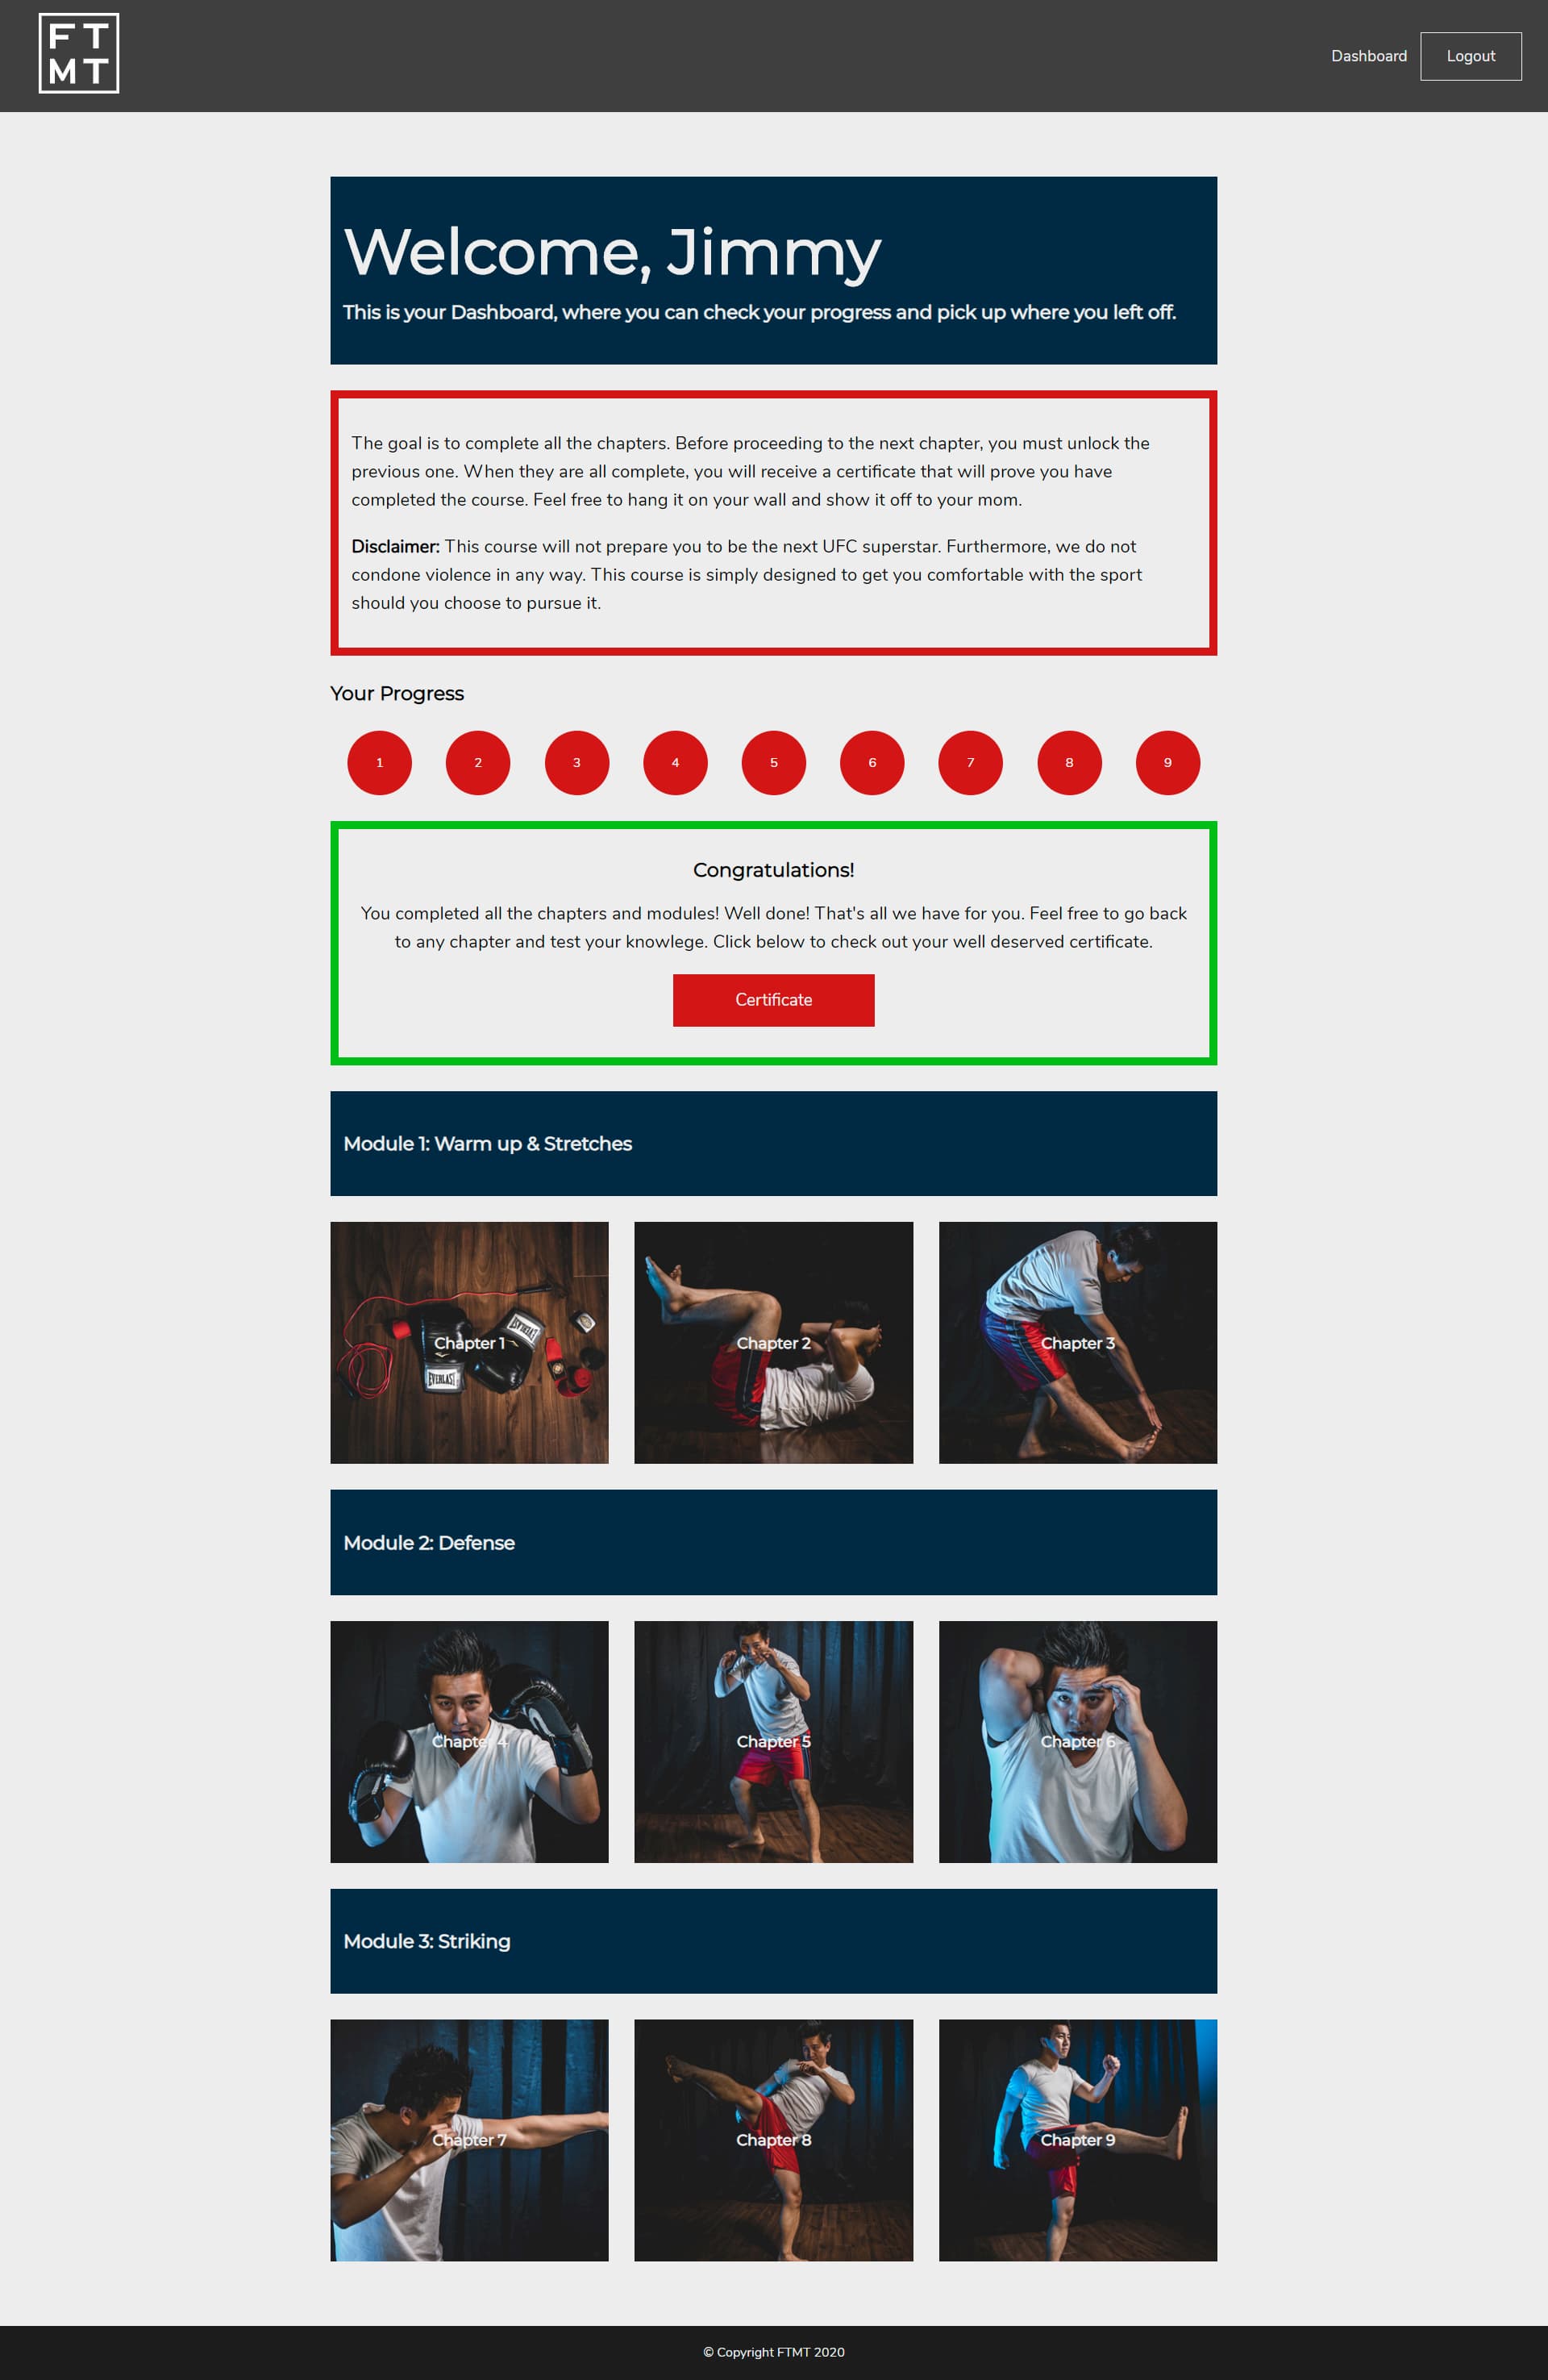 F T
M T
Dashboard
Logout
Welcome, Jimmy
This is your Dashboard, where you can check your progress and pick up where you left off.
The goal is to complete all the chapters. Before proceeding to the next chapter, you must unlock the
previous one. When they are all complete, you will receive a certificate that will prove you have
completed the course. Feel free to hang it on your wall and show it off to your mom.
Disclaimer: This course will not prepare you to be the next UFC superstar. Furthermore, we do not
condone violence in any way. This course is simply designed to get you comfortable with the sport
should you choose to pursue it.
Your Progress
1 2 3 4 5 6 7 8 9
Congratulations!
You completed all the chapters and modules! Well done! That's all we have for you. Feel free to go back
to any chapter and test your knowlege. Click below to check out your well deserved certificate.
Certificate
Module 1: Warm up & Stretches
EVERLAST
Chapter 1
EVERLAST
Chapter 2
Chapter 3
Module 2: Defense
Chapter 4
Chapter 5
Chapter 6
Module 3: Striking
Chapter 7
Chapter 8
Chapter 9
© Copyright FTMT 2020